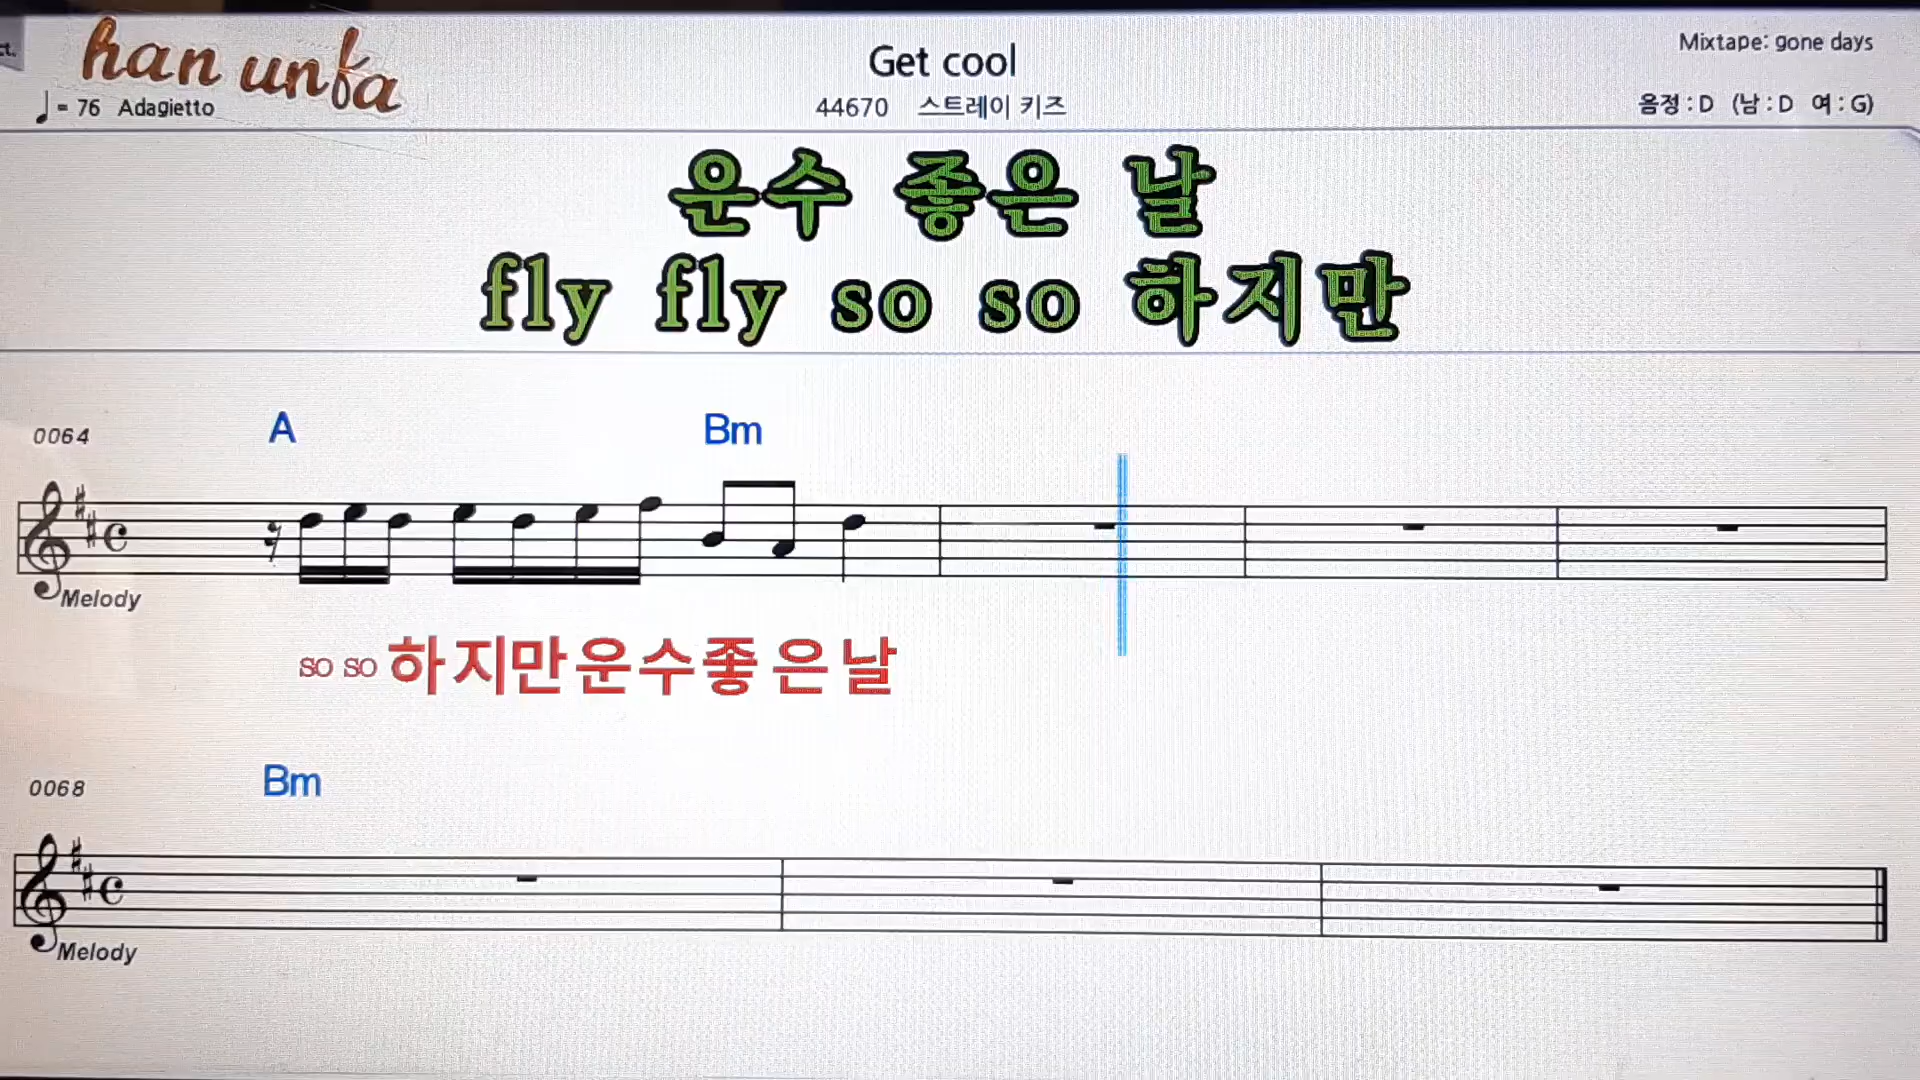 ct.
han unfa
Get cool
Mixtape: gone days
♩= 76 Adagietto
44670 스트레이 키즈
음정 : D (남 : D 여 : G)
운수 좋은 날
fly fly so so 하지만
0064
A Bm
Melody
so so 하지만운수좋은날
0068
Bm
Melody